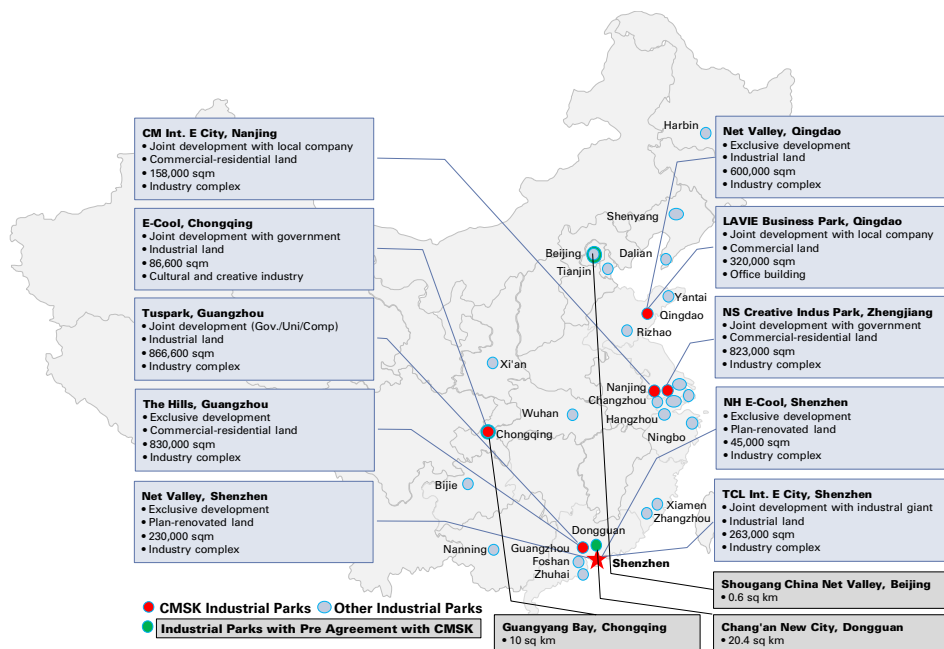 CM Int. E City, Nanjing
• Joint development with local company
• Commercial-residential land
• 158,000 sqm
• Industry complex
E-Cool, Chongqing
• Joint development with government
• Industrial land
• 86,600 sqm
• Cultural and creative industry
Tuspark, Guangzhou
• Joint development (Gov./Uni/Comp)
• Industrial land
• 866,600 sqm
• Industry complex
The Hills, Guangzhou
• Exclusive development
• Commercial-residential land
• 830,000 sqm
• Industry complex
Net Valley, Shenzhen
• Exclusive development
• Plan-renovated land
• 230,000 sqm
• Industry complex
Harbin
Shenyang
Beijing
Dalian
Tianjin
Yantai
Qingdao
Rizhao
Xi'an
Nanjing
Changzhou
Wuhan
Hangzhou
Chongqing
Ningbo
Bijie
Xiamen
Zhangzhou
Dongguan
Nanning
Guangzhou
Foshan
Shenzhen
Zhuhai
Net Valley, Qingdao
• Exclusive development
• Industrial land
• 600,000 sqm
• Industry complex
LAVIE Business Park, Qingdao
• Joint development with local company
• Commercial land
• 320,000 sqm
• Office building
NS Creative Indus Park, Zhengjiang
• Joint development with government
• Commercial-residential land
• 823,000 sqm
• Industry complex
NH E-Cool, Shenzhen
• Exclusive development
• Plan-renovated land
• 45,000 sqm
• Industry complex
TCL Int. E City, Shenzhen
• Joint development with industral giant
• Industrial land
• 263,000 sqm
• Industry complex
Shougang China Net Valley, Beijing
• 0.6 sq km
Guangyang Bay, Chongqing
• 10 sq km
Chang'an New City, Dongguan
• 20.4 sq km
CMSK Industrial Parks
Other Industrial Parks
Industrial Parks with Pre Agreement with CMSK